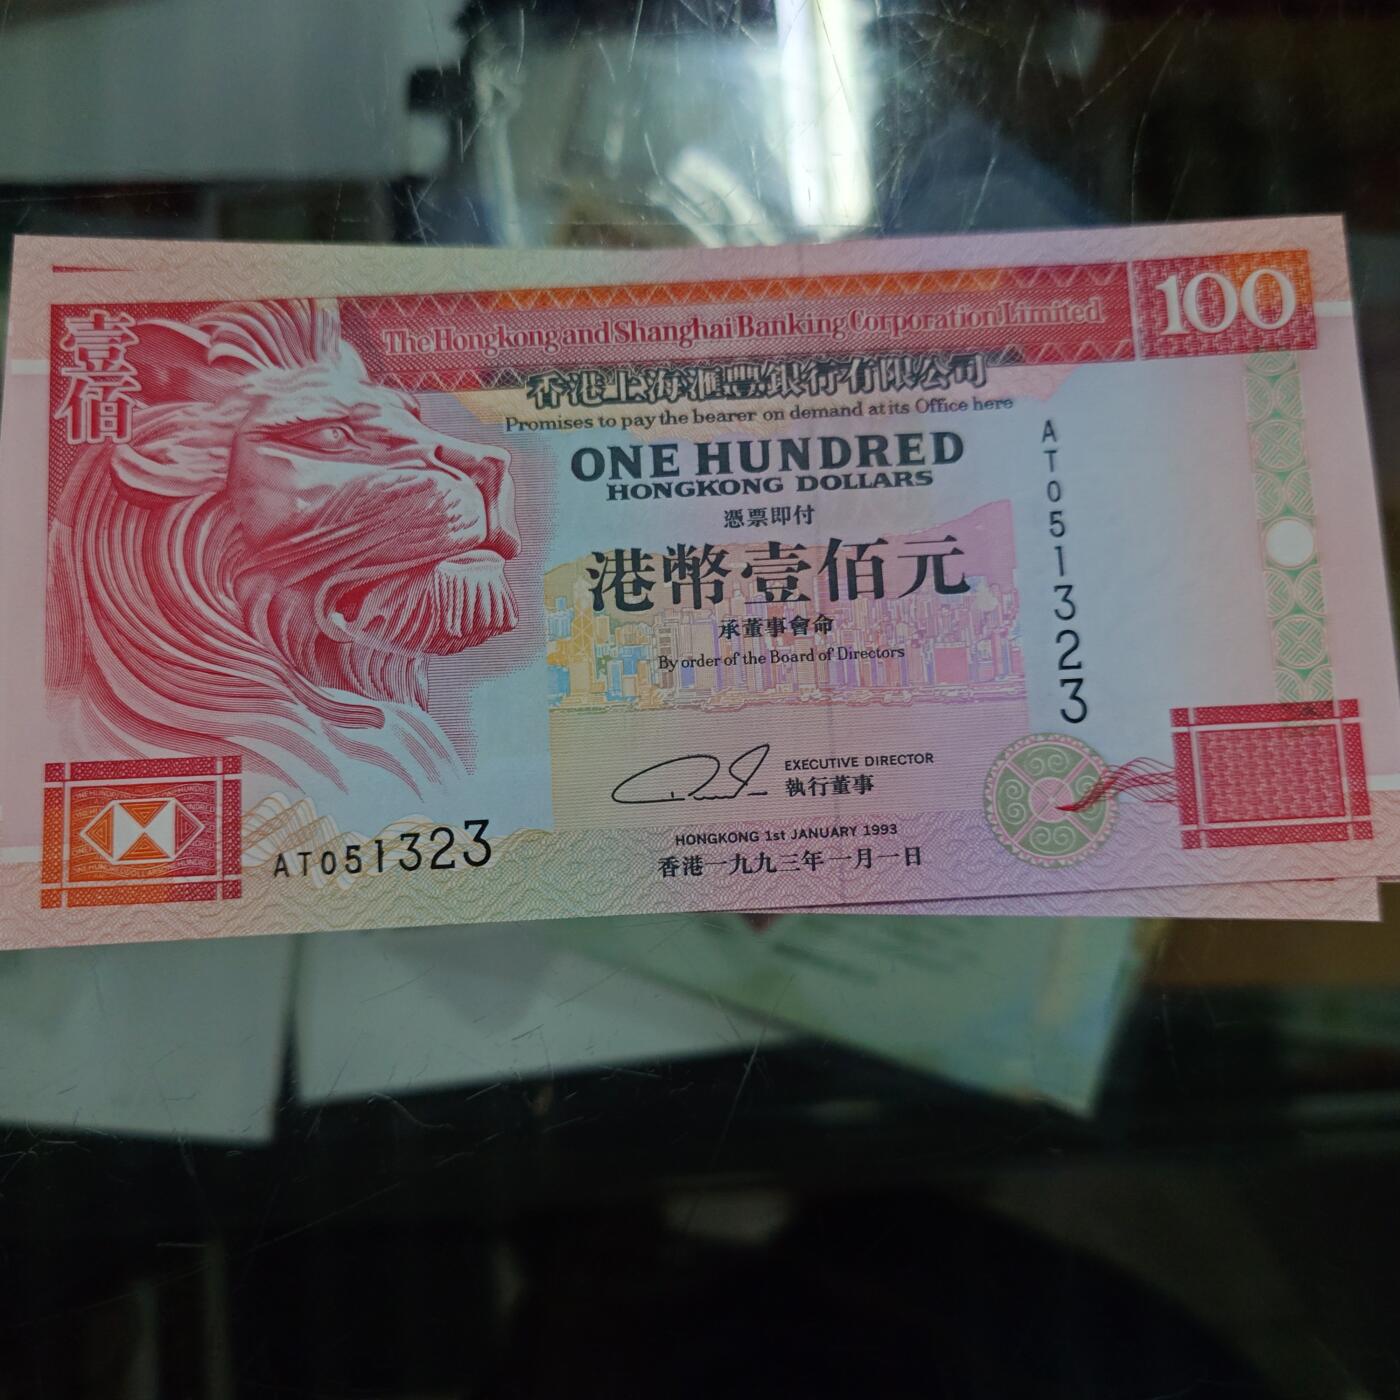 壹佰
The Hongkong and Shanghai Banking Corporation Limited
100
香港上海滙豐銀行有限公司
Promises to pay the bearer on demand at its Office here
ONE HUNDRED
HONGKONG DOLLARS
憑票即付
港幣壹佰元
承董事會命
By order of the Board of Directors
AT051323
EXECUTIVE DIRECTOR
執行董事
HONGKONG 1st JANUARY 1993
香港一九九三年一月一日
AT051323